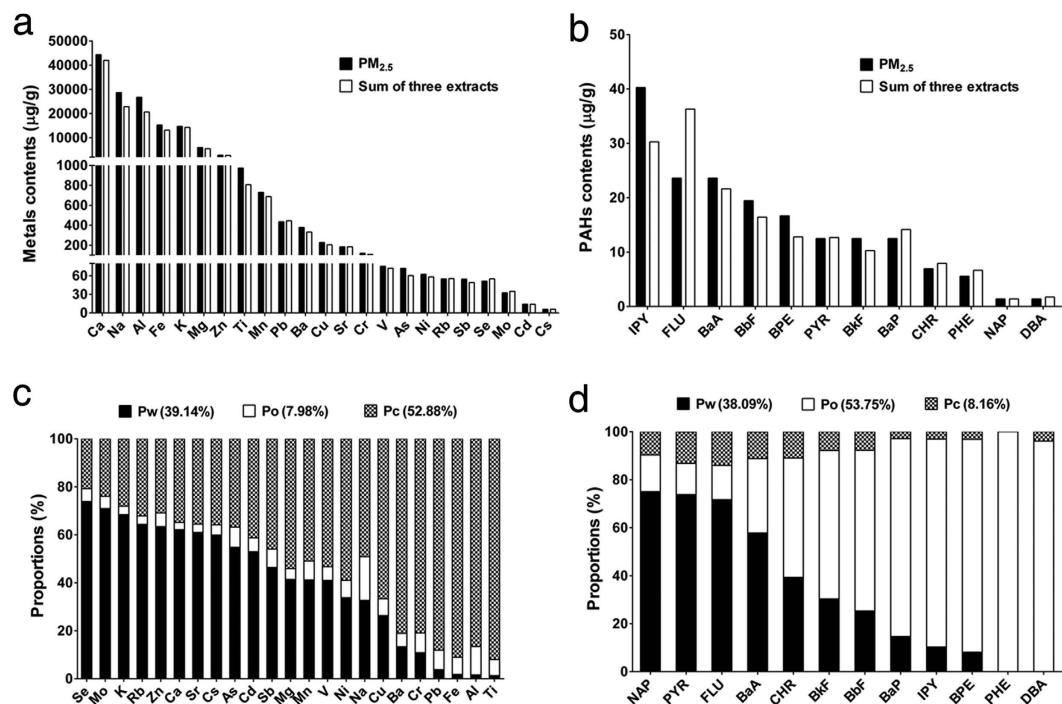 a
Metals contents (µg/g)
50000
40000
30000
20000
10000
1000
800
600
400
200
60
30
0
PM2.5
Sum of three extracts
Ca Na Al Fe K Mg Zn Ti Mn Pb Ba Cu Sr Cr V As Ni Rb Sb Se Mo Cd Cs
b
PAHs contents (µg/g)
50
40
30
20
10
0
PM2.5
Sum of three extracts
IPY FLU BaA BbF BPE PYR BkF BaP CHR PHE NAP DBA
c
Pw (39.14%) Po (7.98%) Pc (52.88%)
Proportions (%)
100
80
60
40
20
0
Se Mo K Rb Zn Ca Sr Cs As Cd Sb Mg Mn V Ni Na Cu Ba Cr Pb Fe Al Ti
d
Pw (38.09%) Po (53.75%) Pc (8.16%)
Proportions (%)
100
80
60
40
20
0
NAP PYR FLU BaA CHR BkF BbF BaP IPY BPE PHE DBA